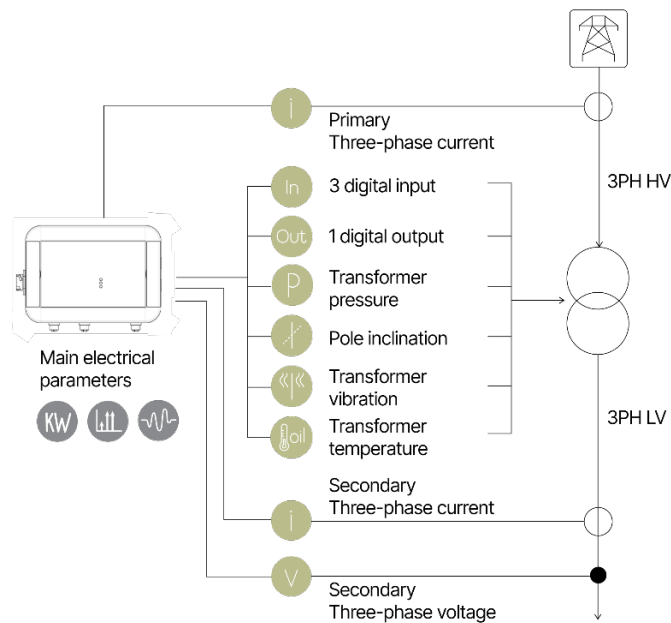 i
Primary
Three-phase current
In
3 digital input
3PH HV
Out
1 digital output
P
Transformer
pressure
Pole inclination
Main electrical
parameters
KW
Transformer
vibration
oil
Transformer
temperature
3PH LV
i
Secondary
Three-phase current
V
Secondary
Three-phase voltage